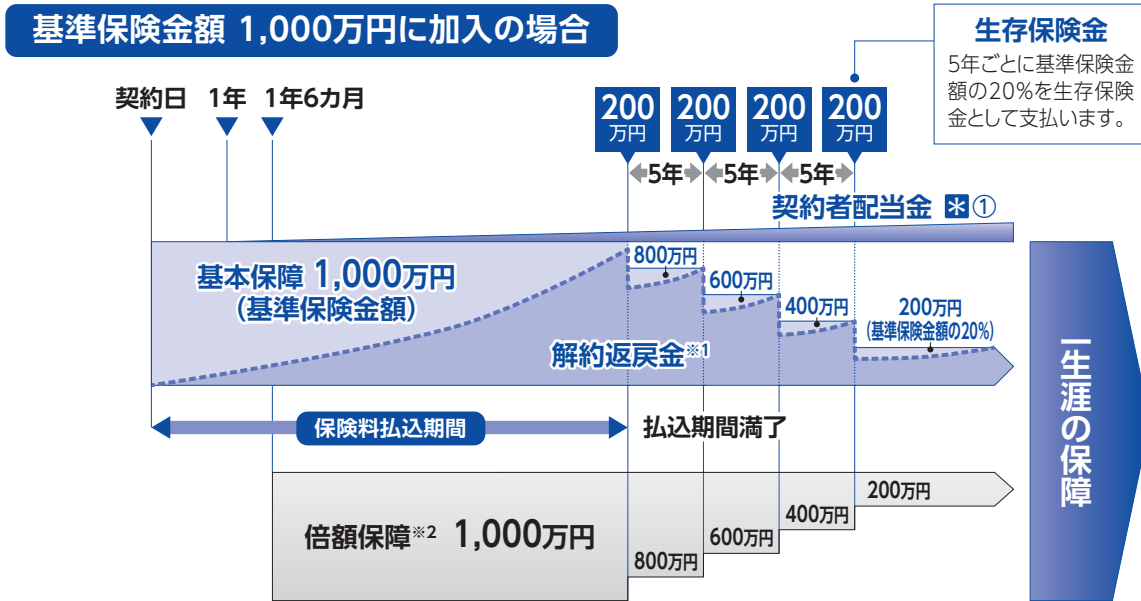 基準保険金額 1,000万円に加入の場合
生存保険金
5年ごとに基準保険金
額の20%を生存保険
金として支払います。
契約日 1年 1年6カ月
200 200 200 200
万円 万円 万円 万円
5年 5年 5年
契約者配当金 *①
基本保障 1,000万円
(基準保険金額)
800万円
600万円
400万円
200万円
(基準保険金額の20%)
解約返戻金※1
保険料払込期間
払込期間満了
倍額保障※2 1,000万円
800万円
600万円
400万円
200万円
一生涯の保障